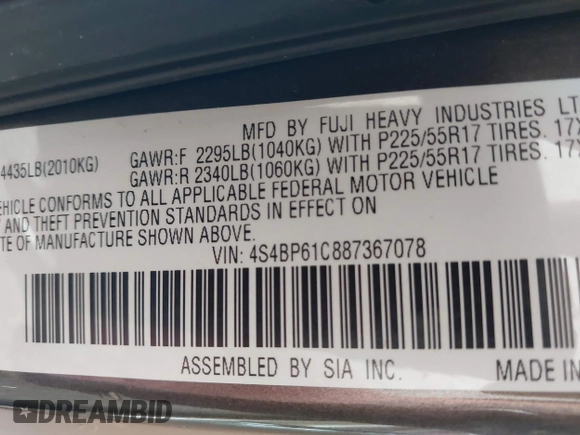 MFD BY FUJI HEAVY INDUSTRIES LT
4435LB(2010KG) GAWR:F 2295LB(1040KG) WITH P225/55R17 TIRES. 17X
GAWR:R 2340LB(1060KG) WITH P225/55R17 TIRES. 17X
EHICLE CONFORMS TO ALL APPLICABLE FEDERAL MOTOR VEHICLE
Y AND THEFT PREVENTION STANDARDS IN EFFECT ON
TE OF MANUFACTURE SHOWN ABOVE.
VIN: 4S4BP61C887367078
ASSEMBLED BY SIA INC. MADE IN
DREAMBID